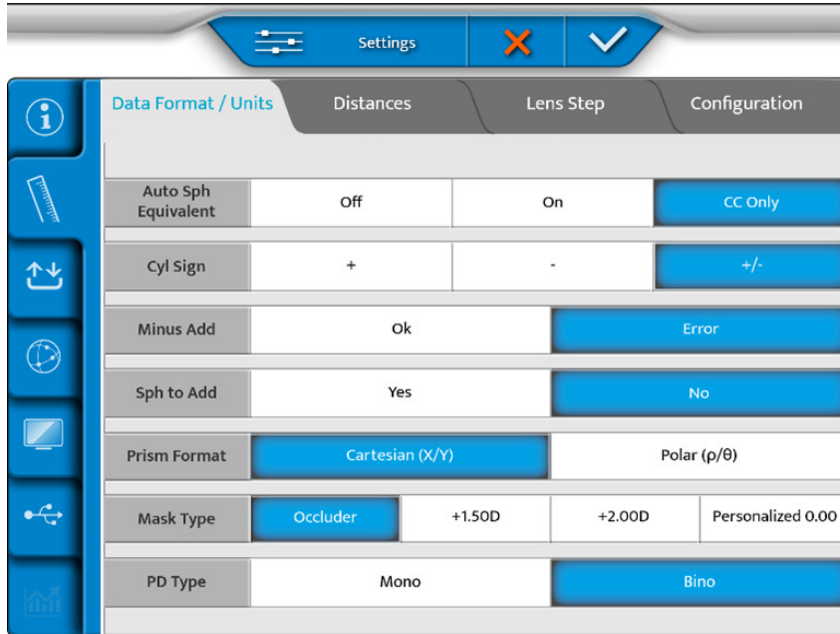 Settings
Data Format / Units Distances Lens Step Configuration
Auto Sph
Equivalent Off On CC Only
Cyl Sign + - +/-
Minus Add Ok Error
Sph to Add Yes No
Prism Format Cartesian (X/Y) Polar (ρ/θ)
Mask Type Occluder +1.50D +2.00D Personalized 0.00
PD Type Mono Bino